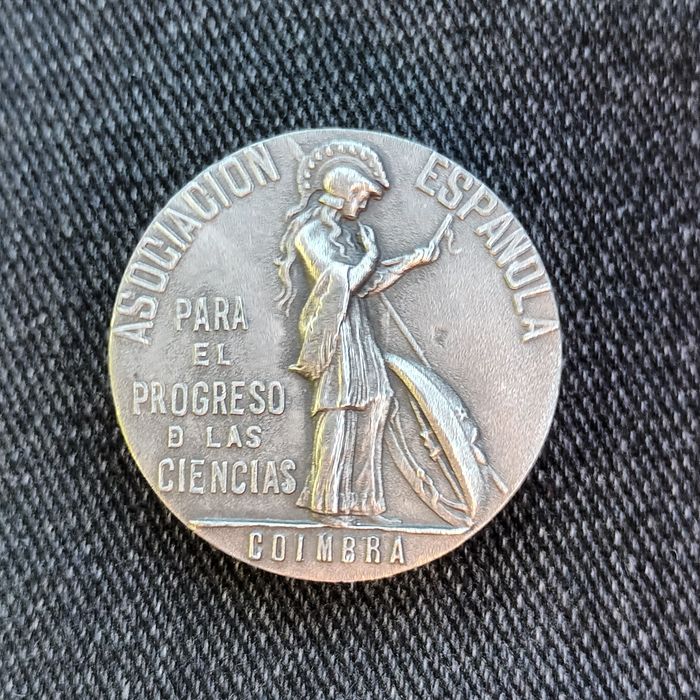 ASOCIACION ESPAÑOLA
PARA
EL
PROGRESO
D LAS
CIENCIAS
COIMBRA